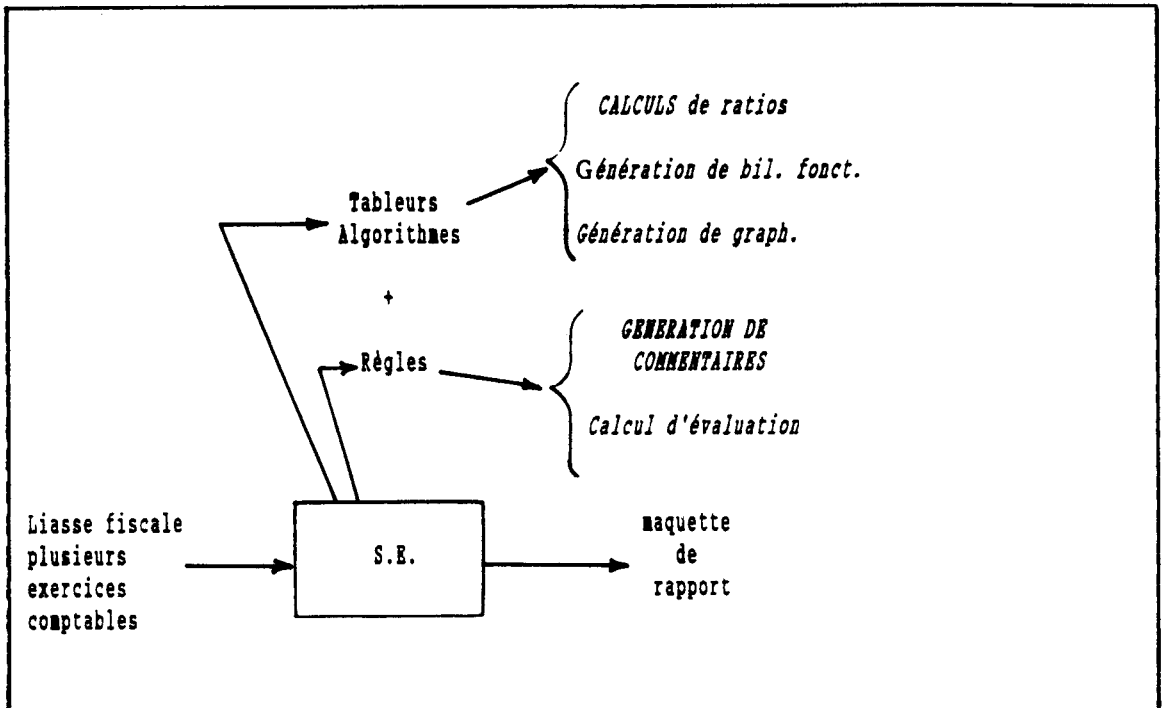 CALCULS de ratios
Génération de bil. fonct.
Tableurs
Algorithmes
Génération de graph.
+
GENERATION DE
COMMENTAIRES
Règles
Calcul d'évaluation
Liasse fiscale
plusieurs
exercices
comptables
S.E.
maquette
de
rapport